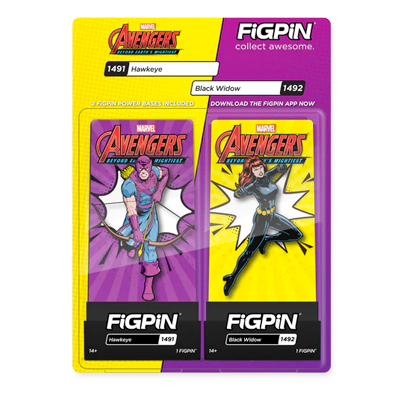 MARVEL
AVENGERS
BEYOND EARTH'S MIGHTIEST
FiGPiN®
collect awesome.
1491 Hawkeye
Black Widow 1492
2 FiGPiN POWER BASES INCLUDED
DOWNLOAD THE FiGPiN APP NOW
MARVEL
AVENGERS
BEYOND EARTH'S MIGHTIEST
FiGPiN®
Hawkeye 1491
14+ 1 FiGPiN®
MARVEL
AVENGERS
BEYOND EARTH'S MIGHTIEST
FiGPiN®
Black Widow 1492
14+ 1 FiGPiN®